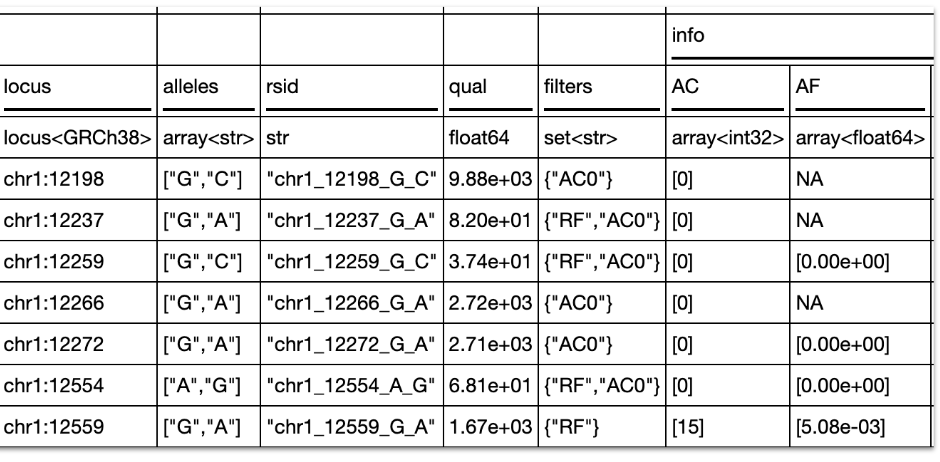 info
locus alleles rsid qual filters AC AF
locus<GRCh38> array<str> str float64 set<str> array<int32> array<float64>
chr1:12198 ["G","C"] "chr1_12198_G_C" 9.88e+03 {"AC0"} [0] NA
chr1:12237 ["G","A"] "chr1_12237_G_A" 8.20e+01 {"RF","AC0"} [0] NA
chr1:12259 ["G","C"] "chr1_12259_G_C" 3.74e+01 {"RF","AC0"} [0] [0.00e+00]
chr1:12266 ["G","A"] "chr1_12266_G_A" 2.72e+03 {"AC0"} [0] NA
chr1:12272 ["G","A"] "chr1_12272_G_A" 2.71e+03 {"AC0"} [0] [0.00e+00]
chr1:12554 ["A","G"] "chr1_12554_A_G" 6.81e+01 {"RF","AC0"} [0] [0.00e+00]
chr1:12559 ["G","A"] "chr1_12559_G_A" 1.67e+03 {"RF"} [15] [5.08e-03]